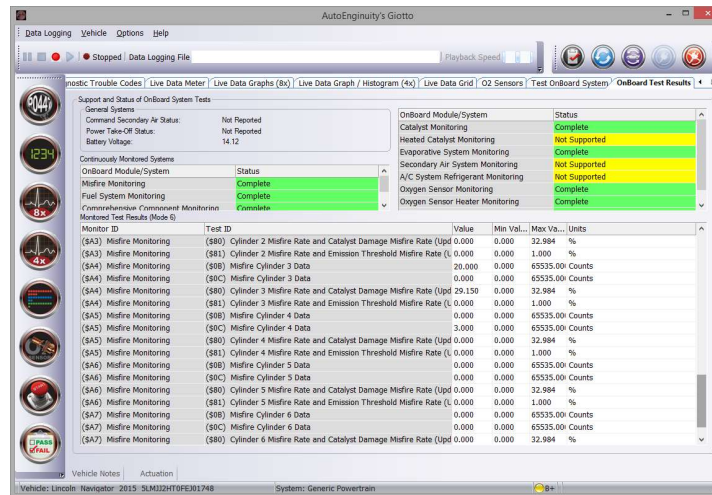 AutoEnginuity's Giotto
Data Logging Vehicle Options Help
Stopped Data Logging File Playback Speed
nostic Trouble Codes Live Data Meter Live Data Graphs (8x) Live Data Graph / Histogram (4x) Live Data Grid O2 Sensors Test OnBoard System OnBoard Test Results
Support and Status of OnBoard System Tests
General Systems
Command Secondary Air Status: Not Reported
Power Take-Off Status: Not Reported
Battery Voltage: 14.12
Continuously Monitored Systems
OnBoard Module/System Status
Misfire Monitoring Complete
Fuel System Monitoring Complete
Comprehensive Component Monitoring Complete
OnBoard Module/System Status
Catalyst Monitoring Complete
Heated Catalyst Monitoring Not Supported
Evaporative System Monitoring Complete
Secondary Air System Monitoring Not Supported
A/C System Refrigerant Monitoring Not Supported
Oxygen Sensor Monitoring Complete
Oxygen Sensor Heater Monitoring Complete
Monitored Test Results (Mode 6)
Monitor ID Test ID Value Min Val... Max Va... Units
($A3) Misfire Monitoring ($80) Cylinder 2 Misfire Rate and Catalyst Damage Misfire Rate (Upd 0.000 0.000 32.984 %
($A3) Misfire Monitoring ($81) Cylinder 2 Misfire Rate and Emission Threshold Misfire Rate (U 0.000 0.000 1.000 %
($A4) Misfire Monitoring ($0B) Misfire Cylinder 3 Data 20.000 0.000 65535.00 Counts
($A4) Misfire Monitoring ($0C) Misfire Cylinder 3 Data 0.000 0.000 65535.00 Counts
($A4) Misfire Monitoring ($80) Cylinder 3 Misfire Rate and Catalyst Damage Misfire Rate (Upd 29.150 0.000 32.984 %
($A4) Misfire Monitoring ($81) Cylinder 3 Misfire Rate and Emission Threshold Misfire Rate (U 0.000 0.000 1.000 %
($A5) Misfire Monitoring ($0B) Misfire Cylinder 4 Data 0.000 0.000 65535.00 Counts
($A5) Misfire Monitoring ($0C) Misfire Cylinder 4 Data 3.000 0.000 65535.00 Counts
($A5) Misfire Monitoring ($80) Cylinder 4 Misfire Rate and Catalyst Damage Misfire Rate (Upd 0.000 0.000 32.984 %
($A5) Misfire Monitoring ($81) Cylinder 4 Misfire Rate and Emission Threshold Misfire Rate (U 0.000 0.000 1.000 %
($A6) Misfire Monitoring ($0B) Misfire Cylinder 5 Data 0.000 0.000 65535.00 Counts
($A6) Misfire Monitoring ($0C) Misfire Cylinder 5 Data 0.000 0.000 65535.00 Counts
($A6) Misfire Monitoring ($80) Cylinder 5 Misfire Rate and Catalyst Damage Misfire Rate (Upd 0.000 0.000 32.984 %
($A6) Misfire Monitoring ($81) Cylinder 5 Misfire Rate and Emission Threshold Misfire Rate (U 0.000 0.000 1.000 %
($A7) Misfire Monitoring ($0B) Misfire Cylinder 6 Data 0.000 0.000 65535.00 Counts
($A7) Misfire Monitoring ($0C) Misfire Cylinder 6 Data 0.000 0.000 65535.00 Counts
($A7) Misfire Monitoring ($80) Cylinder 6 Misfire Rate and Catalyst Damage Misfire Rate (Upd 0.000 0.000 32.984 %
P044
1234
8x
4x
O2
SENSOR
PASS
FAIL
Vehicle Notes Actuation
Vehicle: Lincoln Navigator 2015 5LMJJ2HT0FEJ01748 System: Generic Powertrain B+